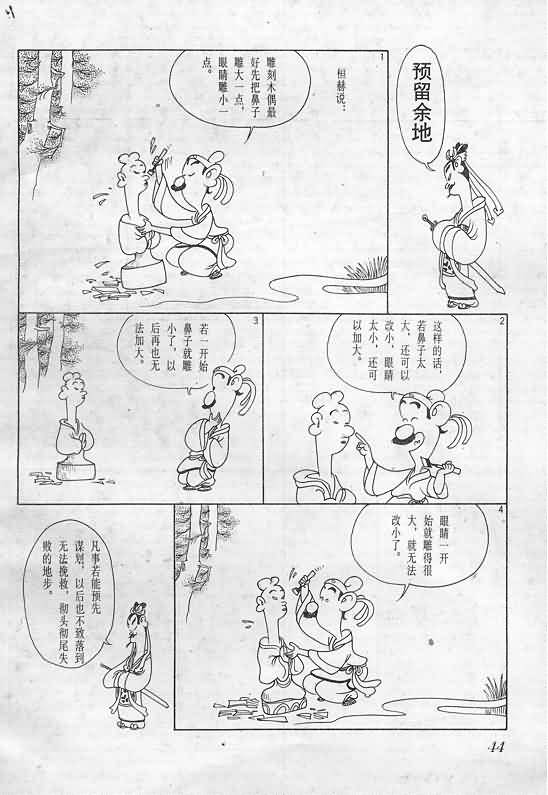 预留余地
1
桓赫说：
雕刻木偶最
好先把鼻子
雕大一点，
眼睛雕小一
点。
2
这样的话，
若鼻子太
大，还可以
改小，眼睛
太小，还可
以加大。
3
若一开始
鼻子就雕
小了，以
后再也无
法加大。
4
眼睛一开
始就雕得很
大，就无法
改小了。
凡事若能预先
谋划，以后也不致落到
无法挽救，彻头彻尾失
败的地步。
44